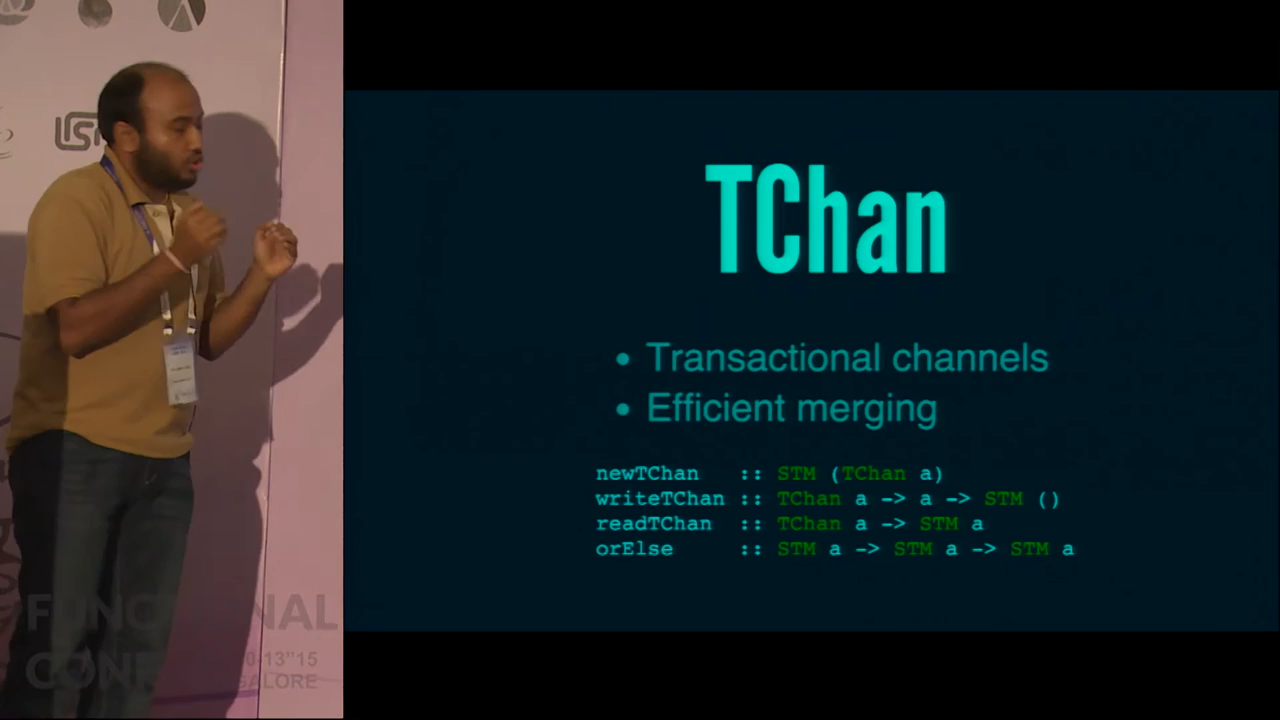 TChan
• Transactional channels
• Efficient merging
newTChan :: STM (TChan a)
writeTChan :: TChan a -> a -> STM ()
readTChan :: TChan a -> STM a
orElse :: STM a -> STM a -> STM a